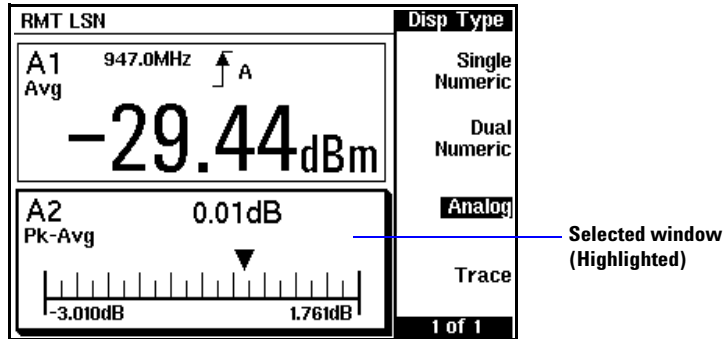 RMT LSN
Disp Type
A1
947.0MHz
A
Avg
-29.44dBm
Single
Numeric
Dual
Numeric
Analog
Trace
1 of 1
A2
0.01dB
Pk-Avg
-3.010dB
1.761dB
Selected window
(Highlighted)